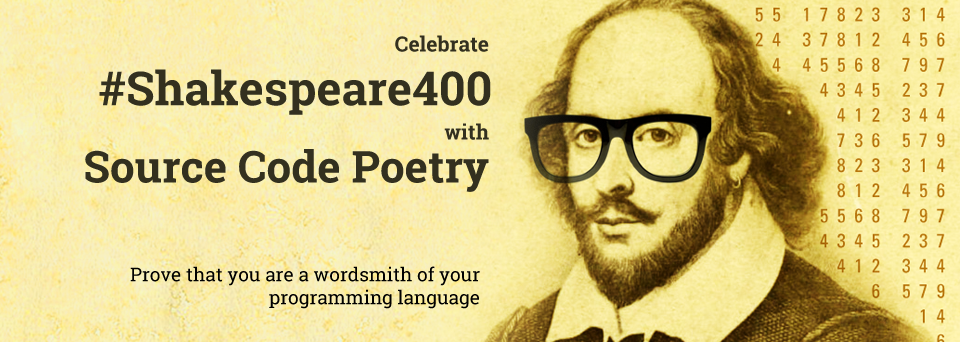 Celebrate
#Shakespeare400
with
Source Code Poetry
Prove that you are a wordsmith of your
programming language
55 17823 314
24 37812 456
4 45568 797
4345 237
412 344
736 579
823 314
812 456
5568 797
4345 237
412 344
6 579
14
6